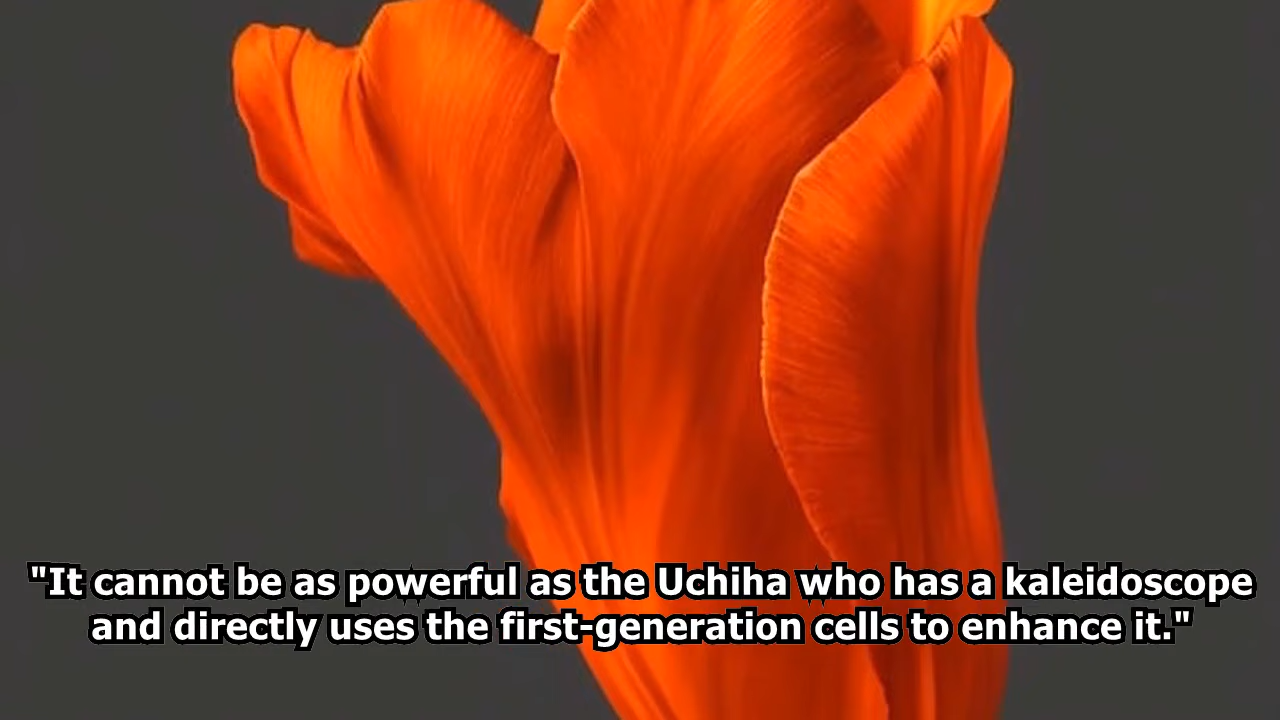 "It cannot be as powerful as the Uchiha who has a kaleidoscope
and directly uses the first-generation cells to enhance it."